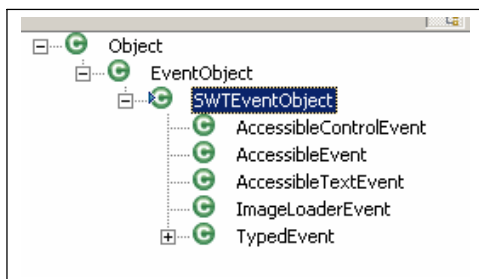 Object
EventObject
SWTEventObject
AccessibleControlEvent
AccessibleEvent
AccessibleTextEvent
ImageLoaderEvent
TypedEvent